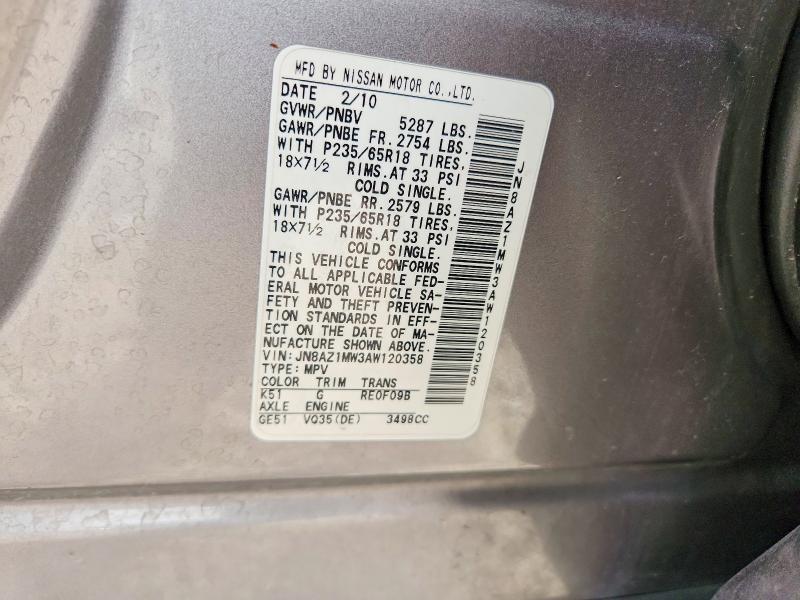 MFD BY NISSAN MOTOR CO.,LTD.
DATE 2/10
GVWR/PNBV 5287 LBS.
GAWR/PNBE FR. 2754 LBS.
WITH P235/65R18 TIRES,
18X7½ RIMS.AT 33 PSI
COLD SINGLE.
GAWR/PNBE RR. 2579 LBS.
WITH P235/65R18 TIRES,
18X7½ RIMS.AT 33 PSI
COLD SINGLE.
THIS VEHICLE CONFORMS
TO ALL APPLICABLE FED-
ERAL MOTOR VEHICLE SA-
FETY AND THEFT PREVEN-
TION STANDARDS IN EFF-
ECT ON THE DATE OF MA-
NUFACTURE SHOWN ABOVE.
VIN: JN8AZ1MW3AW120358
TYPE: MPV
COLOR TRIM TRANS
K51 G RE0F09B
AXLE ENGINE
GE51 VQ35(DE) 3498CC
JN8AZ1MW3AW120358